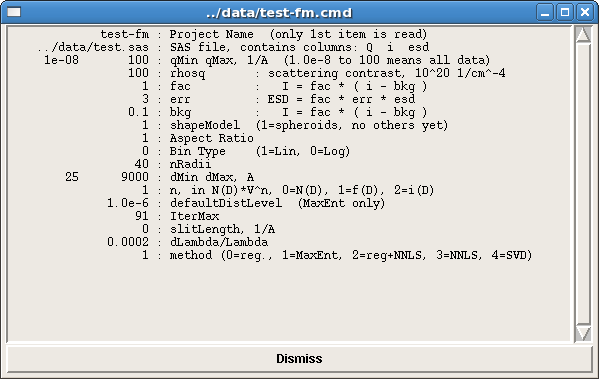 ../data/test-fm.cmd
test-fm : Project Name  (only 1st item is read)
../data/test.sas : SAS file, contains columns: Q  i  esd
1e-08       100 : qMin qMax, 1/A  (1.0e-8 to 100 means all data)
100 : rhosq       : scattering contrast, 10^20 1/cm^-4
1 : fac         :   I = fac * ( i - bkg )
3 : err         : ESD = fac * err * esd
0.1 : bkg         :   I = fac * ( i - bkg )
1 : shapeModel  (1=spheroids, no others yet)
1 : Aspect Ratio
0 : Bin Type    (1=Lin, 0=Log)
40 : nRadii
25      9000 : dMin dMax, A
1 : n, in N(D)*V^n, 0=N(D), 1=f(D), 2=i(D)
1.0e-6 : defaultDistLevel  (MaxEnt only)
91 : IterMax
0 : slitLength, 1/A
0.0002 : dLambda/Lambda
1 : method (0=reg., 1=MaxEnt, 2=reg+NNLS, 3=NNLS, 4=SVD)
Dismiss